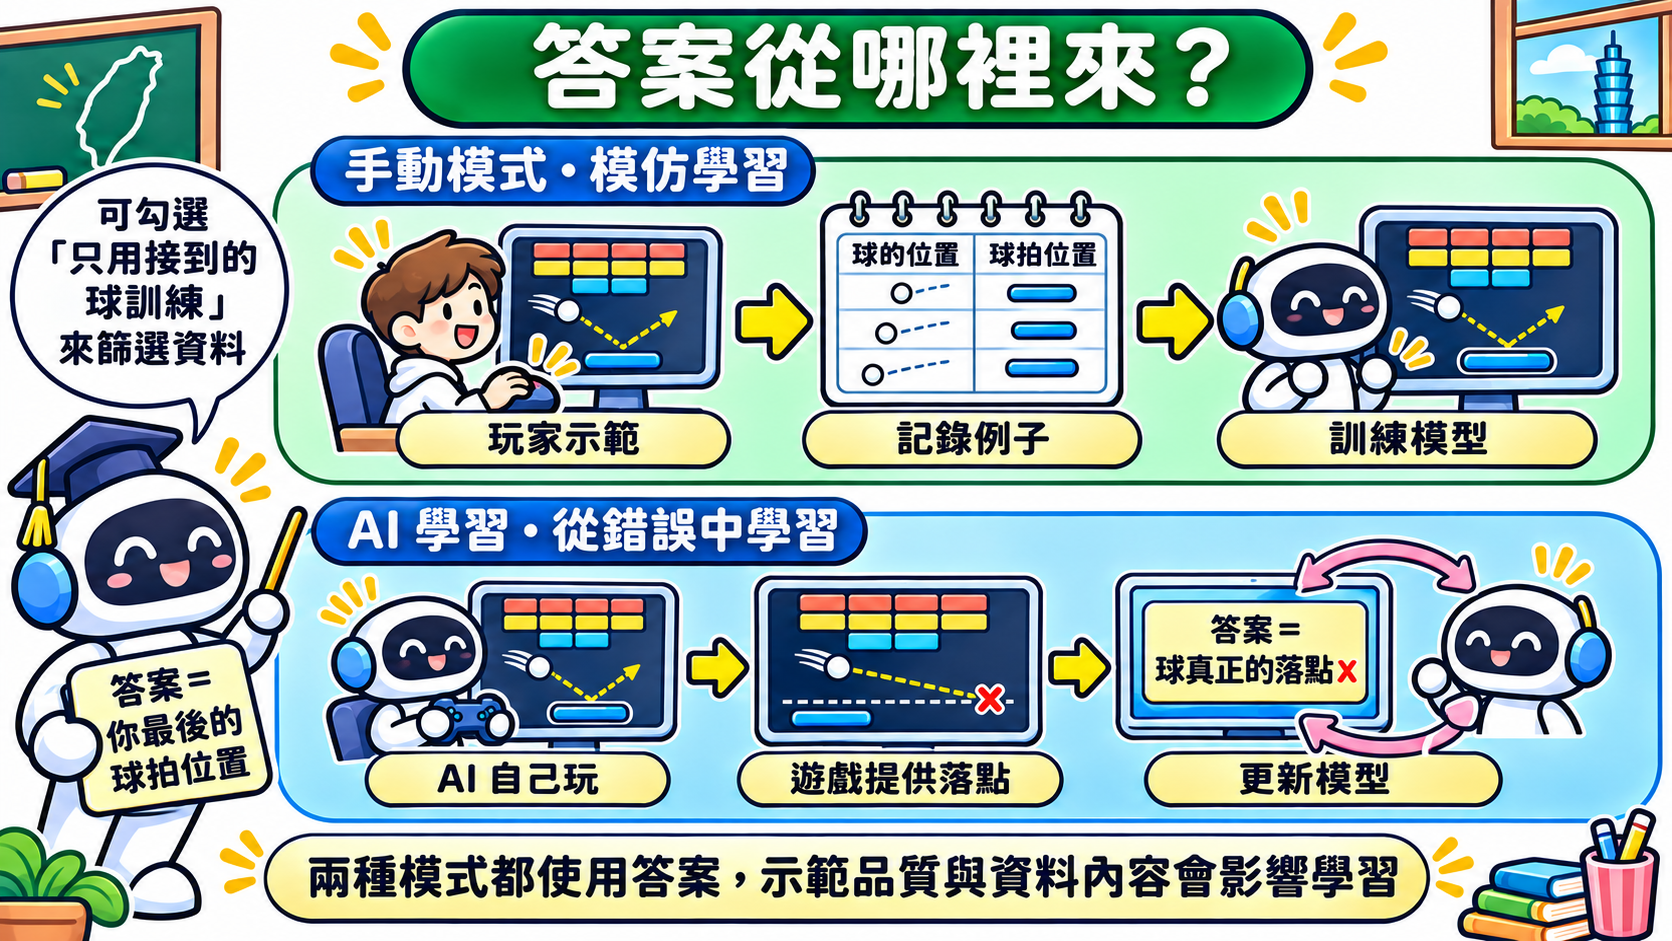 答案從哪裡來？
手動模式・模仿學習
可勾選
「只用接到的
球訓練」
來篩選資料
球的位置
球拍位置
玩家示範
記錄例子
訓練模型
AI 學習・從錯誤中學習
答案＝
你最後的
球拍位置
答案＝
球真正的落點
AI 自己玩
遊戲提供落點
更新模型
兩種模式都使用答案，示範品質與資料內容會影響學習